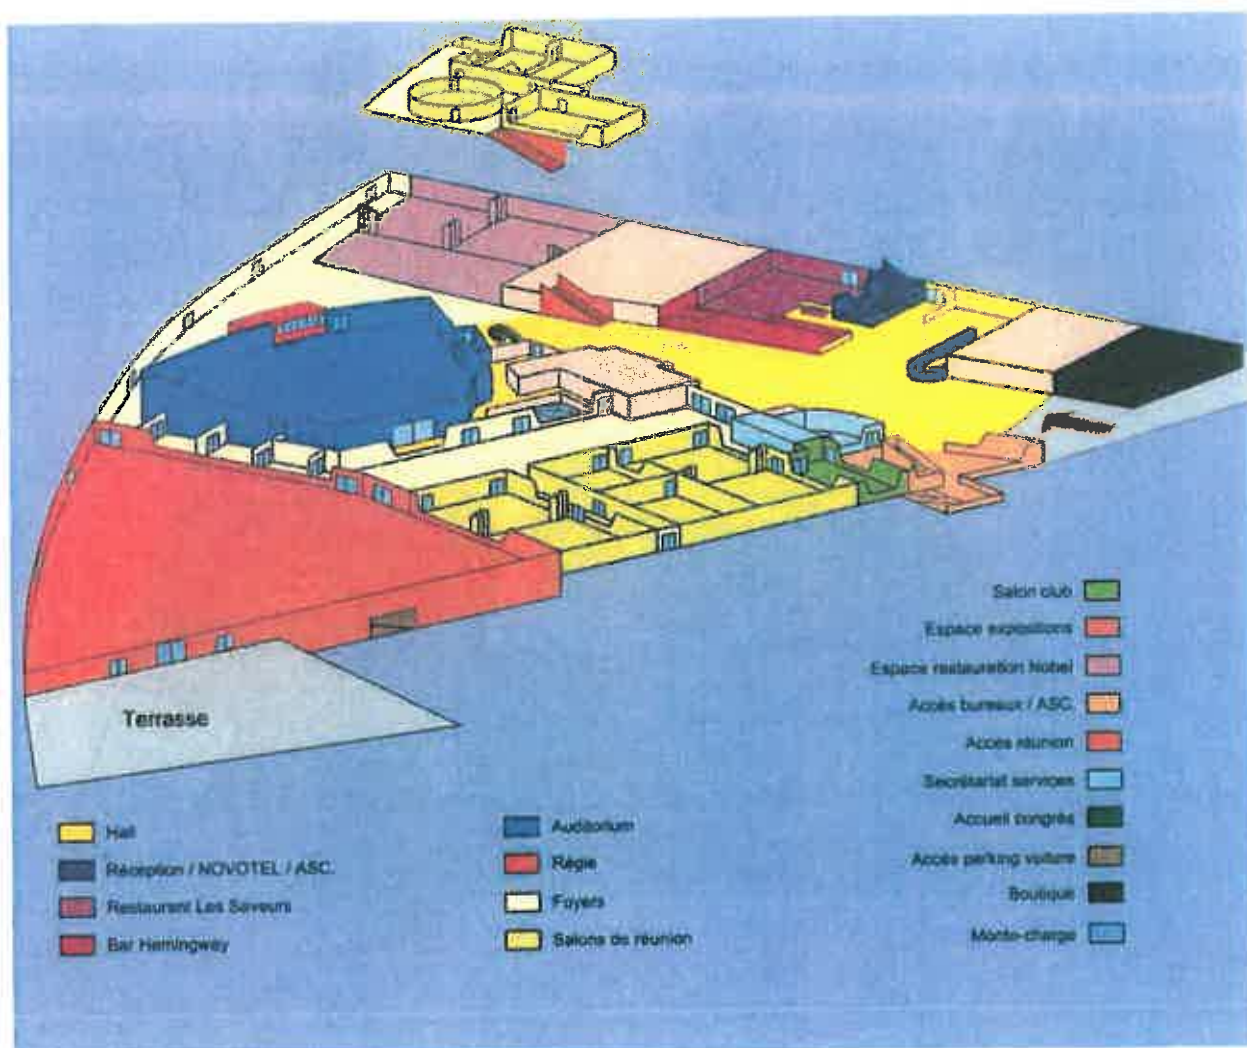 Terrasse
Hall
Réception / NOVOTEL / ASC.
Restaurant Les Saveurs
Bar Hemingway
Auditorium
Régie
Foyers
Salons de réunion
Salon club
Espace expositions
Espace restauration Nobel
Accès bureaux / ASC.
Accès réunion
Secrétariat services
Accueil congrès
Accès parking voiture
Boutique
Monte-charge